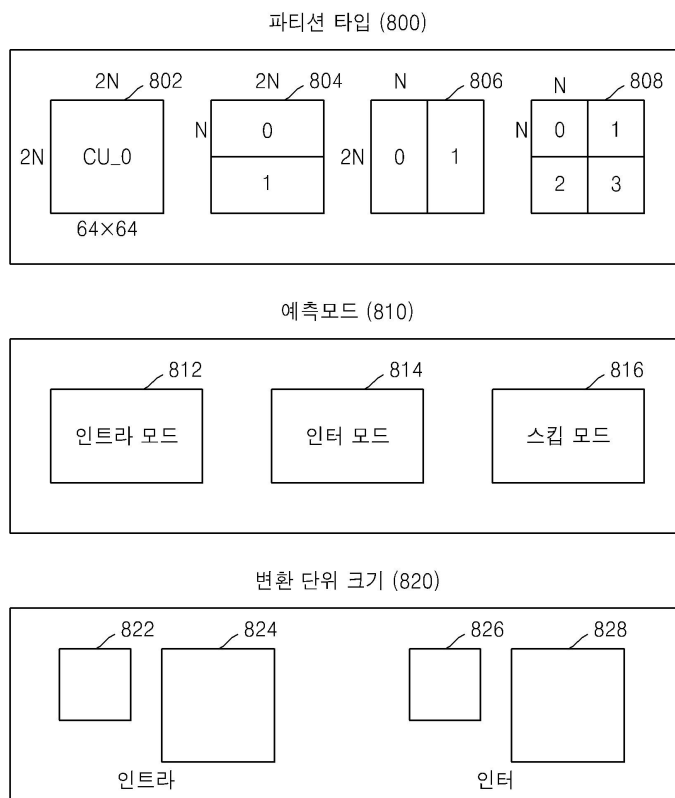 파티션 타입 (800)
2N 802 2N 804 N 806 N 808
2N CU_0 N 0 1 2N 0 1 N 0 1 2 3
64×64
예측모드 (810)
812 814 816
인트라 모드 인터 모드 스킵 모드
변환 단위 크기 (820)
822 824 826 828
인트라 인터